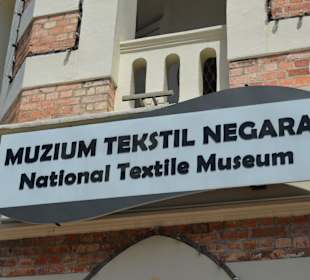 MUZIUM TEKSTIL NEGARA
National Textile Museum